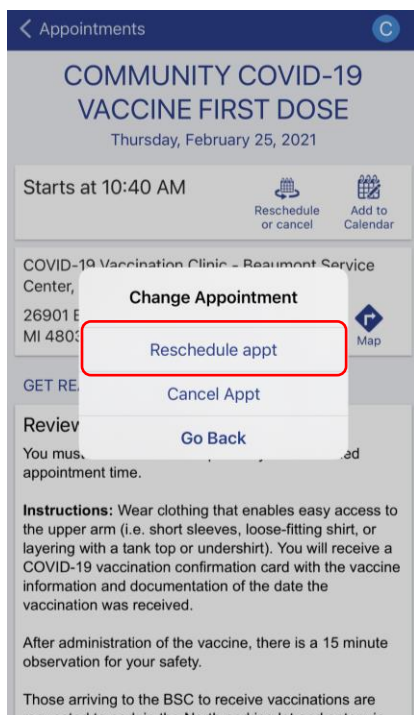 Appointments
C
COMMUNITY COVID-19
VACCINE FIRST DOSE
Thursday, February 25, 2021
Starts at 10:40 AM
Reschedule
or cancel
Add to
Calendar
COVID-19 Vaccination Clinic - Beaumont Service
Center,
26901
MI
Map
Change Appointment
Reschedule appt
Cancel Appt
Go Back
GET
Review
You must
appointment time.
Instructions: Wear clothing that enables easy access to
the upper arm (i.e. short sleeves, loose-fitting shirt, or
layering with a tank top or undershirt). You will receive a
COVID-19 vaccination confirmation card with the vaccine
information and documentation of the date the
vaccination was received.
After administration of the vaccine, there is a 15 minute
observation for your safety.
Those arriving to the BSC to receive vaccinations are